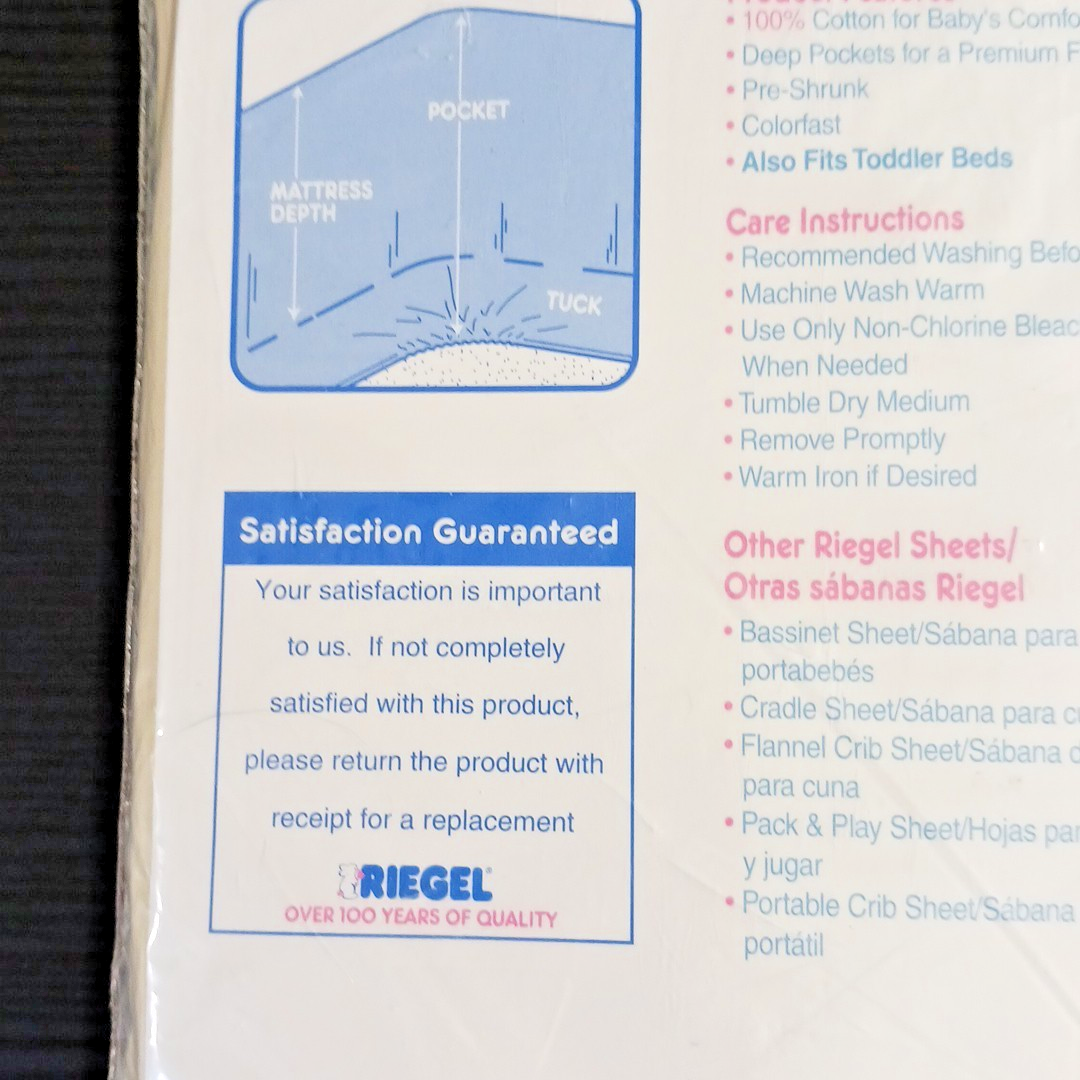 POCKET
MATTRESS
DEPTH
TUCK
Satisfaction Guaranteed
Your satisfaction is important
to us. If not completely
satisfied with this product,
please return the product with
receipt for a replacement
RIEGEL
OVER 100 YEARS OF QUALITY
Product Features
• 100% Cotton for Baby's
• Deep Pockets for a Premium
• Pre-Shrunk
• Colorfast
• Also Fits Toddler Beds
Care Instructions
• Recommended Washing
• Machine Wash Warm
• Use Only Non-Chlorine
When Needed
• Tumble Dry Medium
• Remove Promptly
• Warm Iron if Desired
Other Riegel Sheets/
Otras sábanas Riegel
• Bassinet Sheet/Sábana para
portabebés
• Cradle Sheet/Sábana para
• Flannel Crib Sheet/Sábana
para cuna
• Pack & Play Sheet/Hojas
y jugar
• Portable Crib Sheet/Sábana
portátil